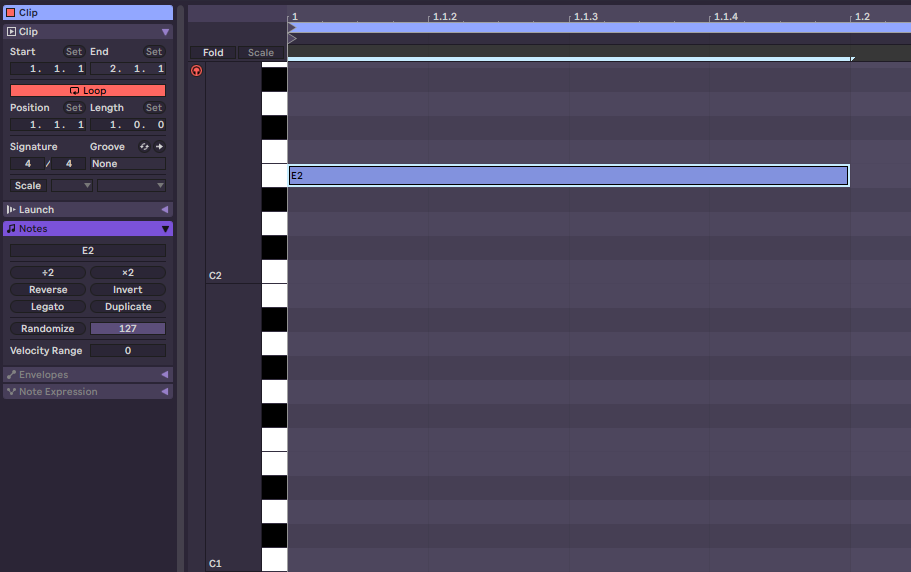 Clip
Clip
Start Set End Set
1. 1. 1 2. 1. 1
Loop
Position Set Length Set
1. 1. 1 1. 0. 0
Signature Groove
4 / 4 None
Scale
Launch
Notes
E2
÷2 ×2
Reverse Invert
Legato Duplicate
Randomize 127
Velocity Range 0
Envelopes
Note Expression
1 1.1.2 1.1.3 1.1.4 1.2
Fold Scale
E2
C2
C1